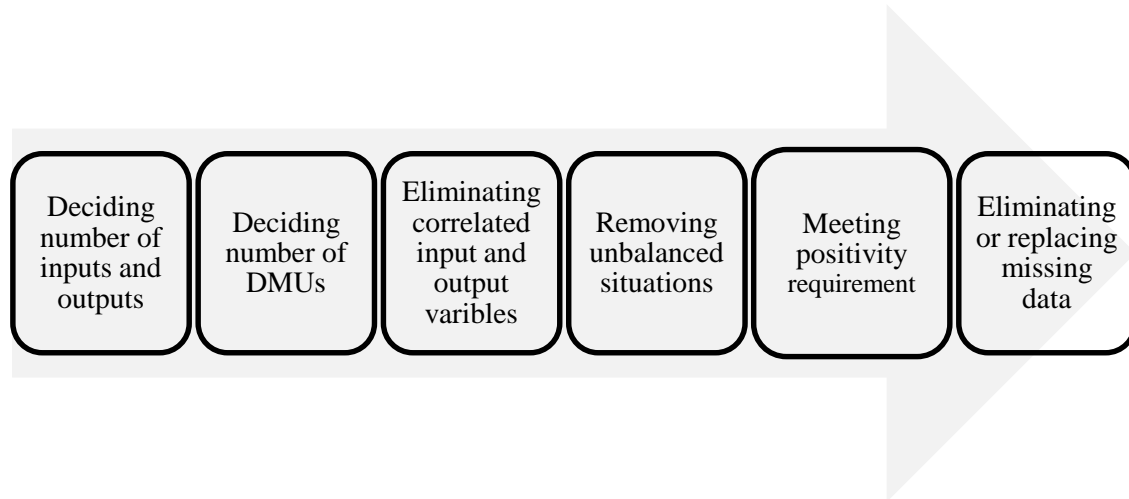 Deciding
number of
inputs and
outputs
Deciding
number of
DMUs
Eliminating
correlated
input and
output
varibles
Removing
unbalanced
situations
Meeting
positivity
requirement
Eliminating
or replacing
missing
data